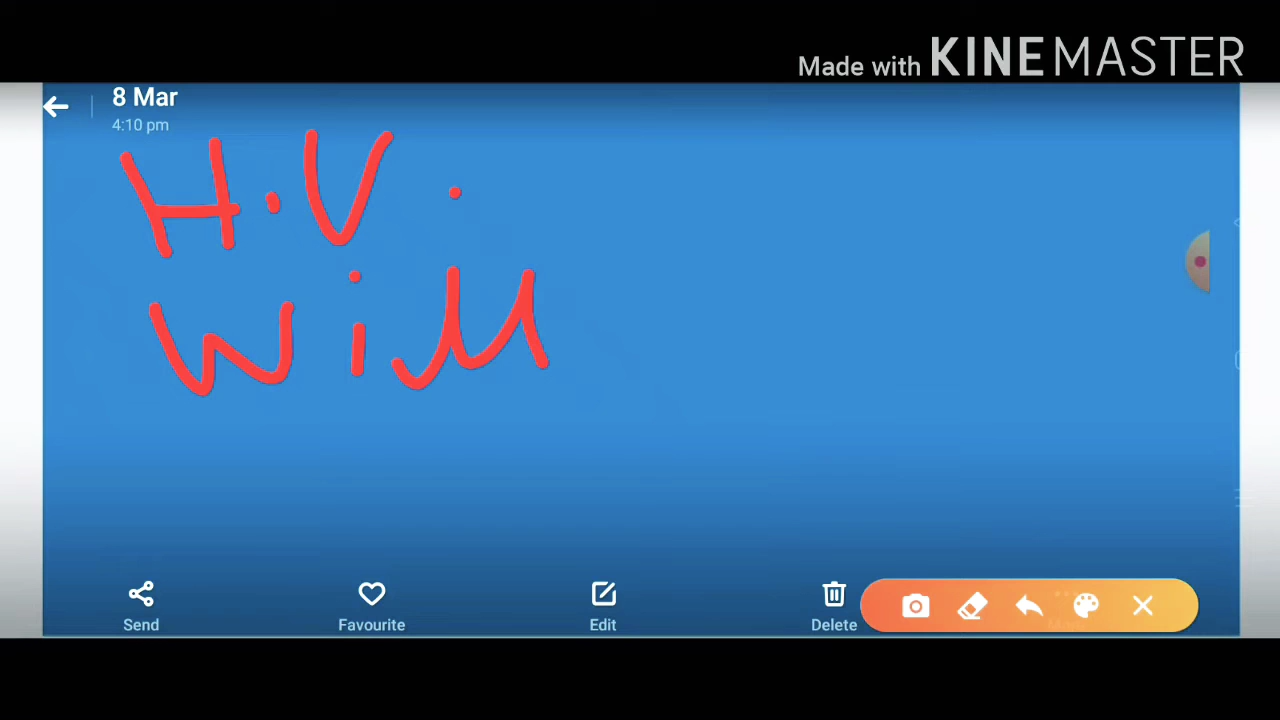 Made with KINEMASTER
8 Mar
4:10 pm
H.V.
Will
Send Favourite Edit Delete